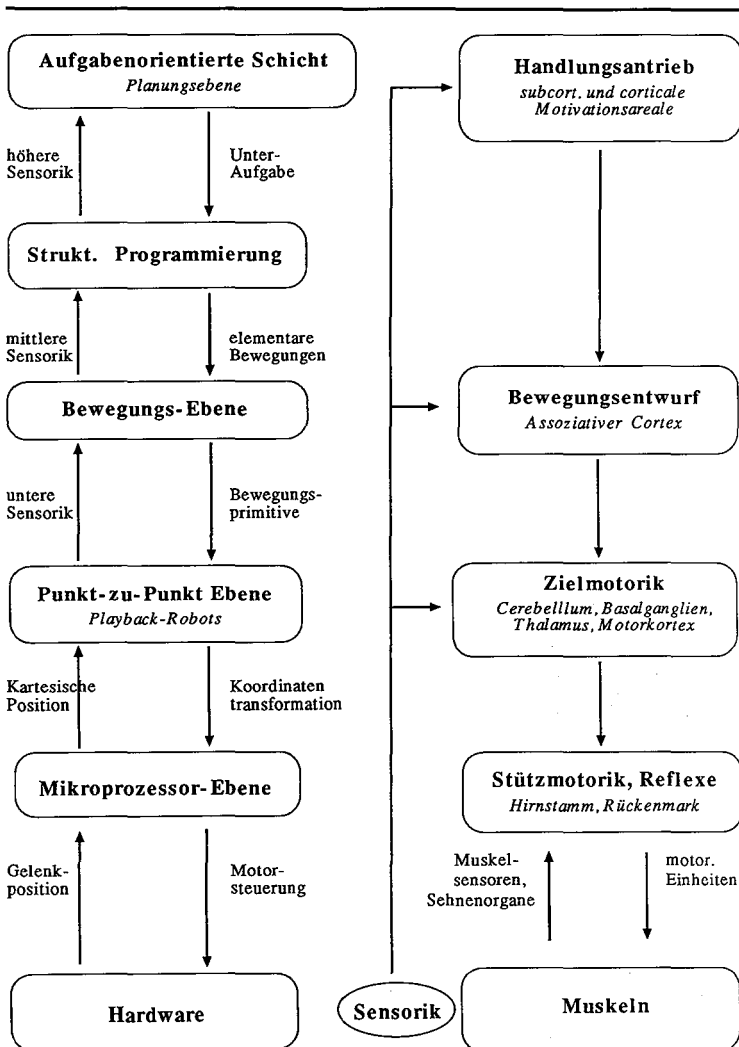 Aufgabenorientierte Schicht
Planungsebene
höhere
Sensorik
Unter-
Aufgabe
Strukt. Programmierung
mittlere
Sensorik
elementare
Bewegungen
Bewegungs-Ebene
untere
Sensorik
Bewegungs-
primitive
Punkt-zu-Punkt Ebene
Playback-Robots
Kartesische
Position
Koordinaten
transformation
Mikroprozessor-Ebene
Gelenk-
position
Motor-
steuerung
Hardware
Handlungsantrieb
subcort. und corticale
Motivationsareale
Bewegungsentwurf
Assoziativer Cortex
Zielmotorik
Cerebelllum, Basalganglien,
Thalamus, Motorkortex
Stützmotorik, Reflexe
Hirnstamm, Rückenmark
Muskel-
sensoren,
Sehnenorgane
motor.
Einheiten
Sensorik
Muskeln